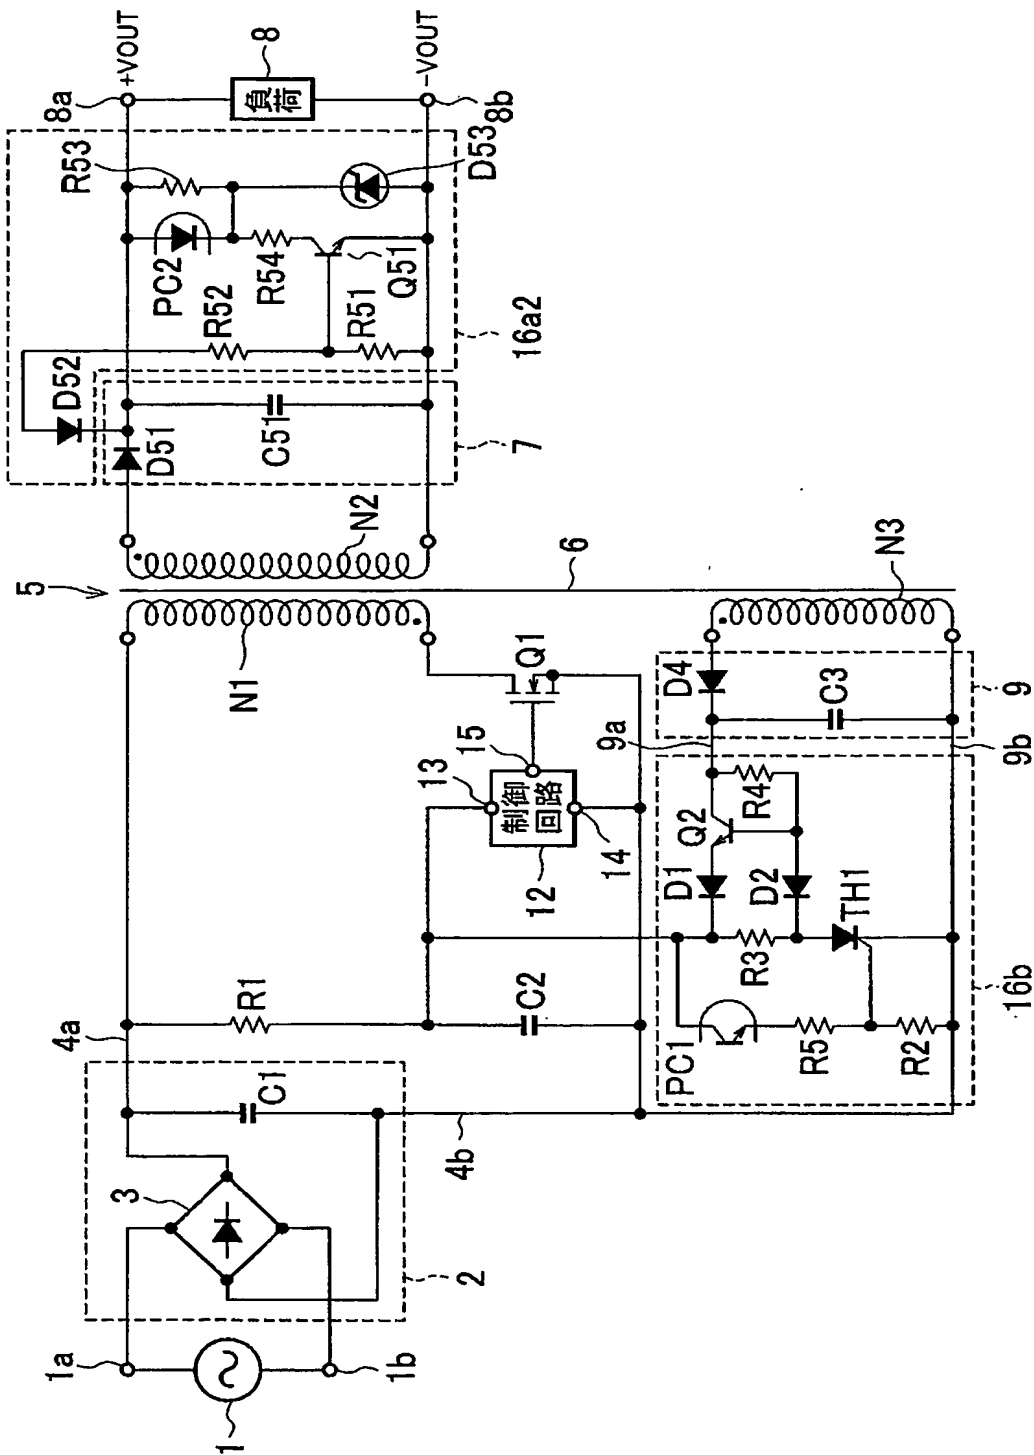 1
1a
1b
2
3
C1
4a
4b
R1
C2
5
N1
N2
6
N3
Q1
13
15
制御
回路
12
14
D51
C51
7
D52
R52
R51
16a2
PC2
R54
Q51
R53
D53
8a
+VOUT
8
負荷
8b
-VOUT
PC1
R5
R2
R3
TH1
D1
D2
Q2
R4
16b
9a
9b
D4
C3
9